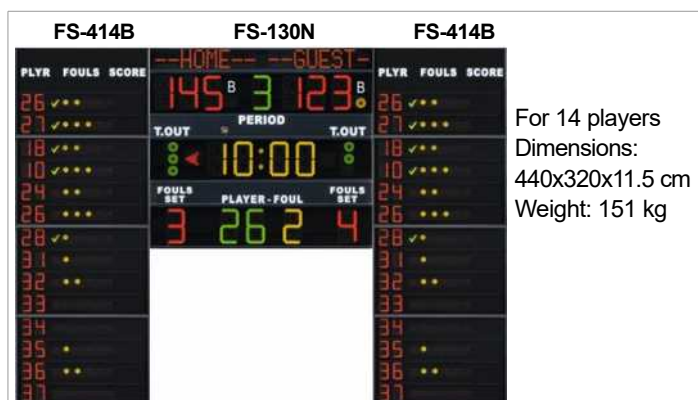 FS-414B FS-130N FS-414B
--HOME-- --GUEST-
PLYR FOULS SCORE
26
27
18
10
24
26
28
31
32
33
34
35
36
37
145 B 3 123 B
PERIOD
T.OUT T.OUT
10:00
FOULS SET PLAYER-FOUL FOULS SET
3 26 2 4
PLYR FOULS SCORE
26
27
18
10
24
26
28
31
32
33
34
35
36
37
For 14 players
Dimensions:
440x320x11.5 cm
Weight: 151 kg